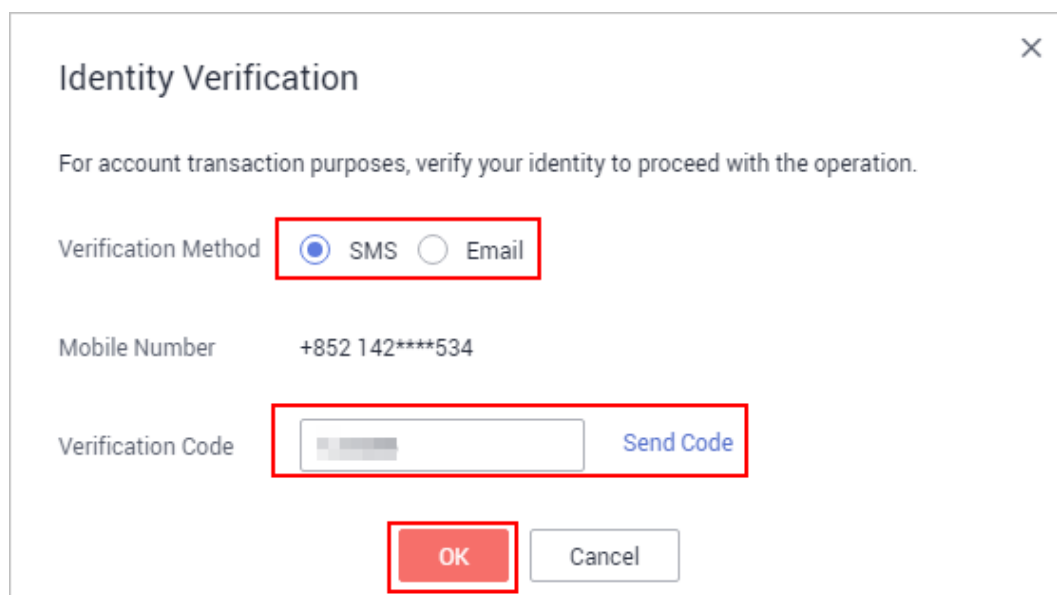 Identity Verification
For account transaction purposes, verify your identity to proceed with the operation.
Verification Method SMS Email
Mobile Number +852 142****534
Verification Code Send Code
OK Cancel